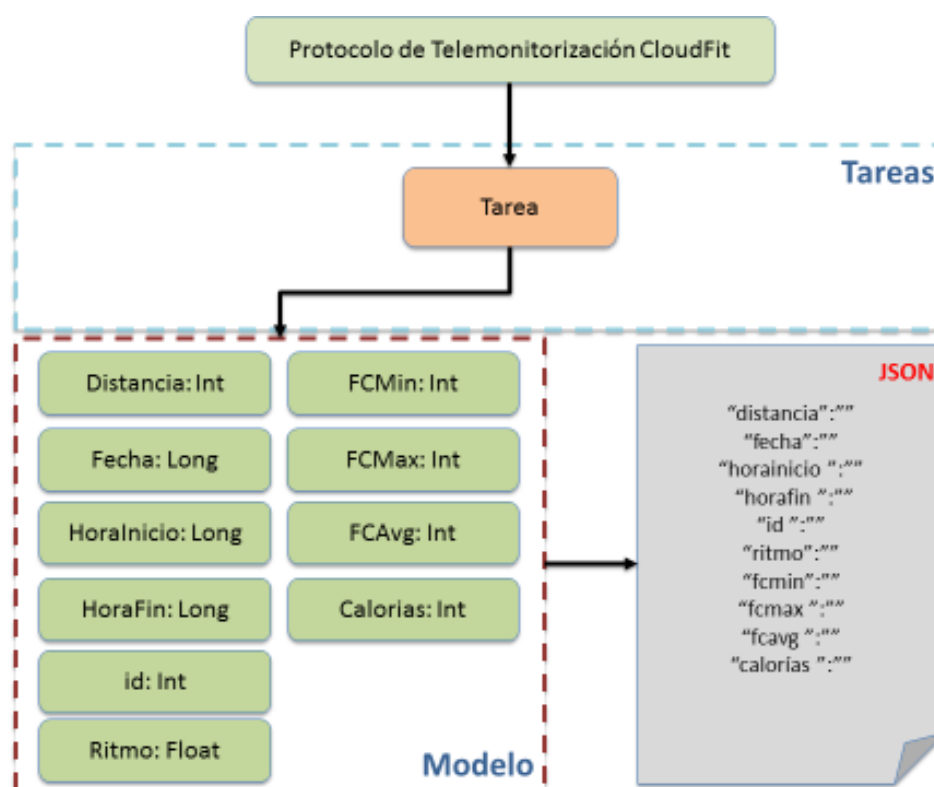 Protocolo de Telemonitorización CloudFit
Tareas
Tarea
Distancia: Int
Fecha: Long
HoraInicio: Long
HoraFin: Long
id: Int
Ritmo: Float
FCMin: Int
FCMax: Int
FCAvg: Int
Calorias: Int
Modelo
JSON
“distancia”:””
“fecha”:””
“horainicio ”:””
“horafin ”:””
“id ”:””
“ritmo”:””
“fcmin”:””
“fcmax ”:””
“fcavg ”:””
“calorías ”:””